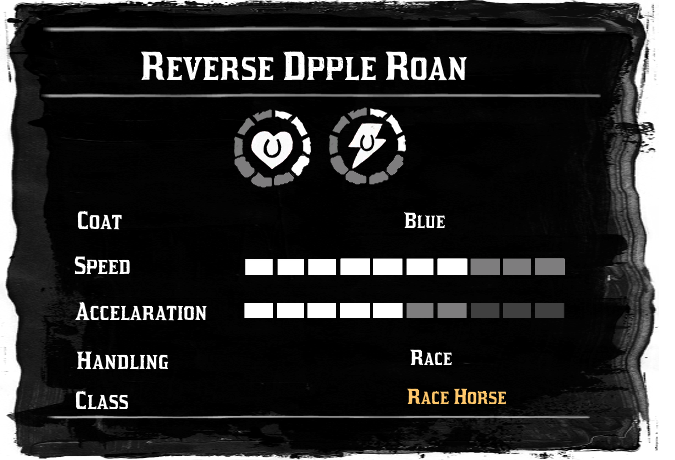 Reverse Dpple Roan
Coat Blue
Speed
Accelaration
Handling Race
Class Race Horse